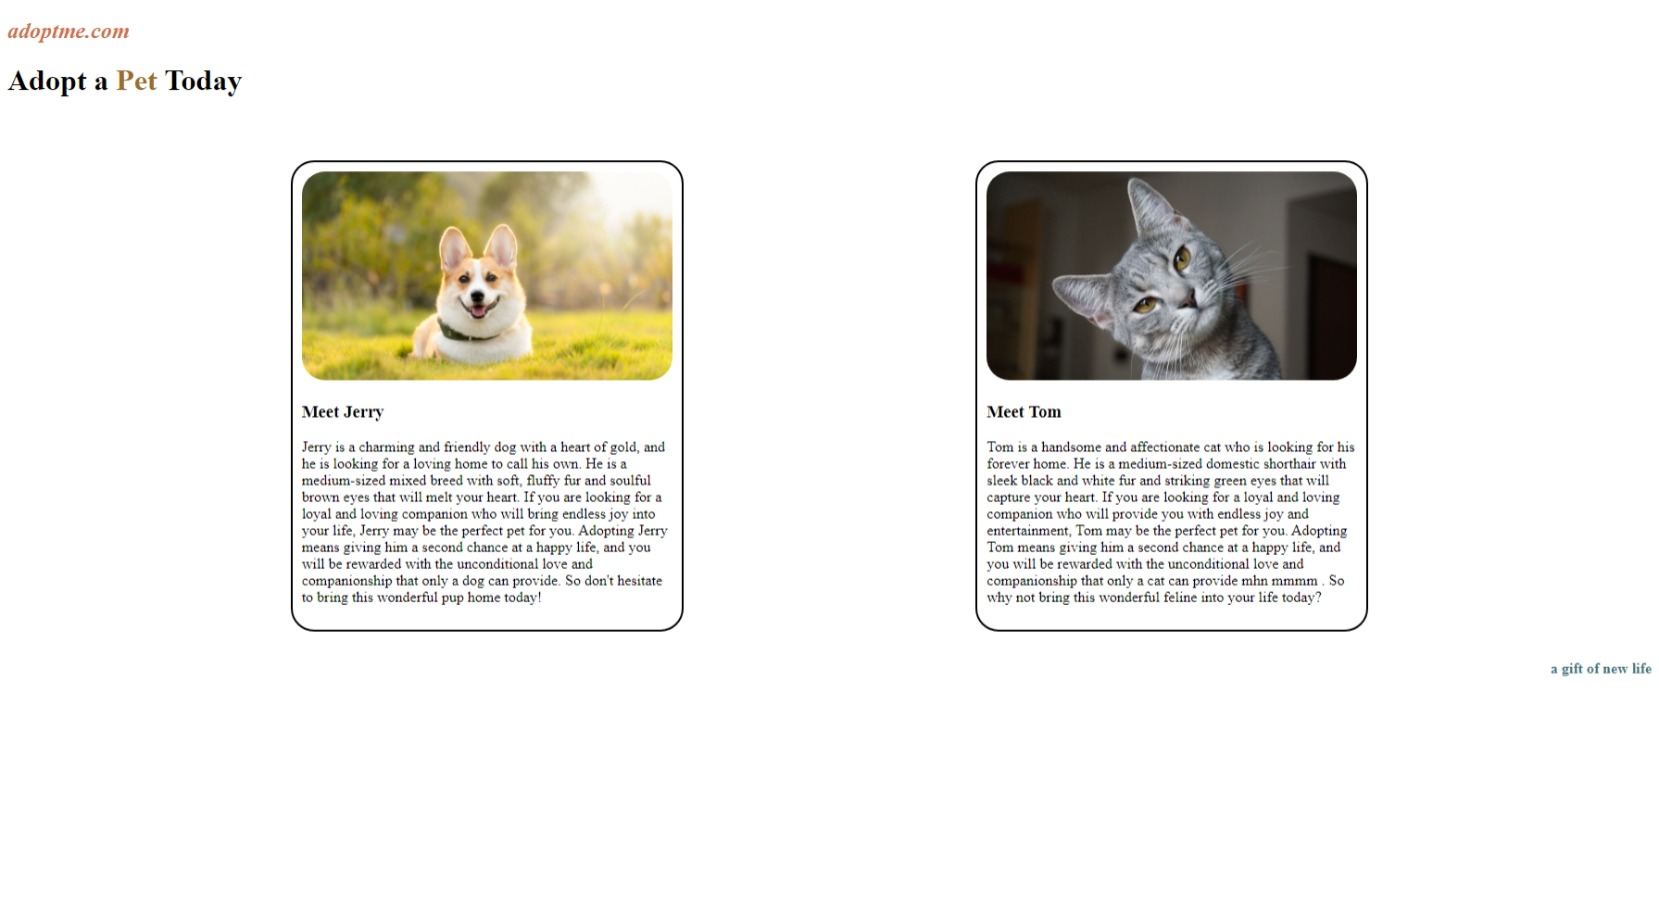 adoptme.com
Adopt a Pet Today
Meet Jerry
Jerry is a charming and friendly dog with a heart of gold, and
he is looking for a loving home to call his own. He is a
medium-sized mixed breed with soft, fluffy fur and soulful
brown eyes that will melt your heart. If you are looking for a
loyal and loving companion who will bring endless joy into
your life, Jerry may be the perfect pet for you. Adopting Jerry
means giving him a second chance at a happy life, and you
will be rewarded with the unconditional love and
companionship that only a dog can provide. So don't hesitate
to bring this wonderful pup home today!
Meet Tom
Tom is a handsome and affectionate cat who is looking for his
forever home. He is a medium-sized domestic shorthair with
sleek black and white fur and striking green eyes that will
capture your heart. If you are looking for a loyal and loving
companion who will provide you with endless joy and
entertainment, Tom may be the perfect pet for you. Adopting
Tom means giving him a second chance at a happy life, and
you will be rewarded with the unconditional love and
companionship that only a cat can provide mhn mmmm . So
why not bring this wonderful feline into your life today?
a gift of new life